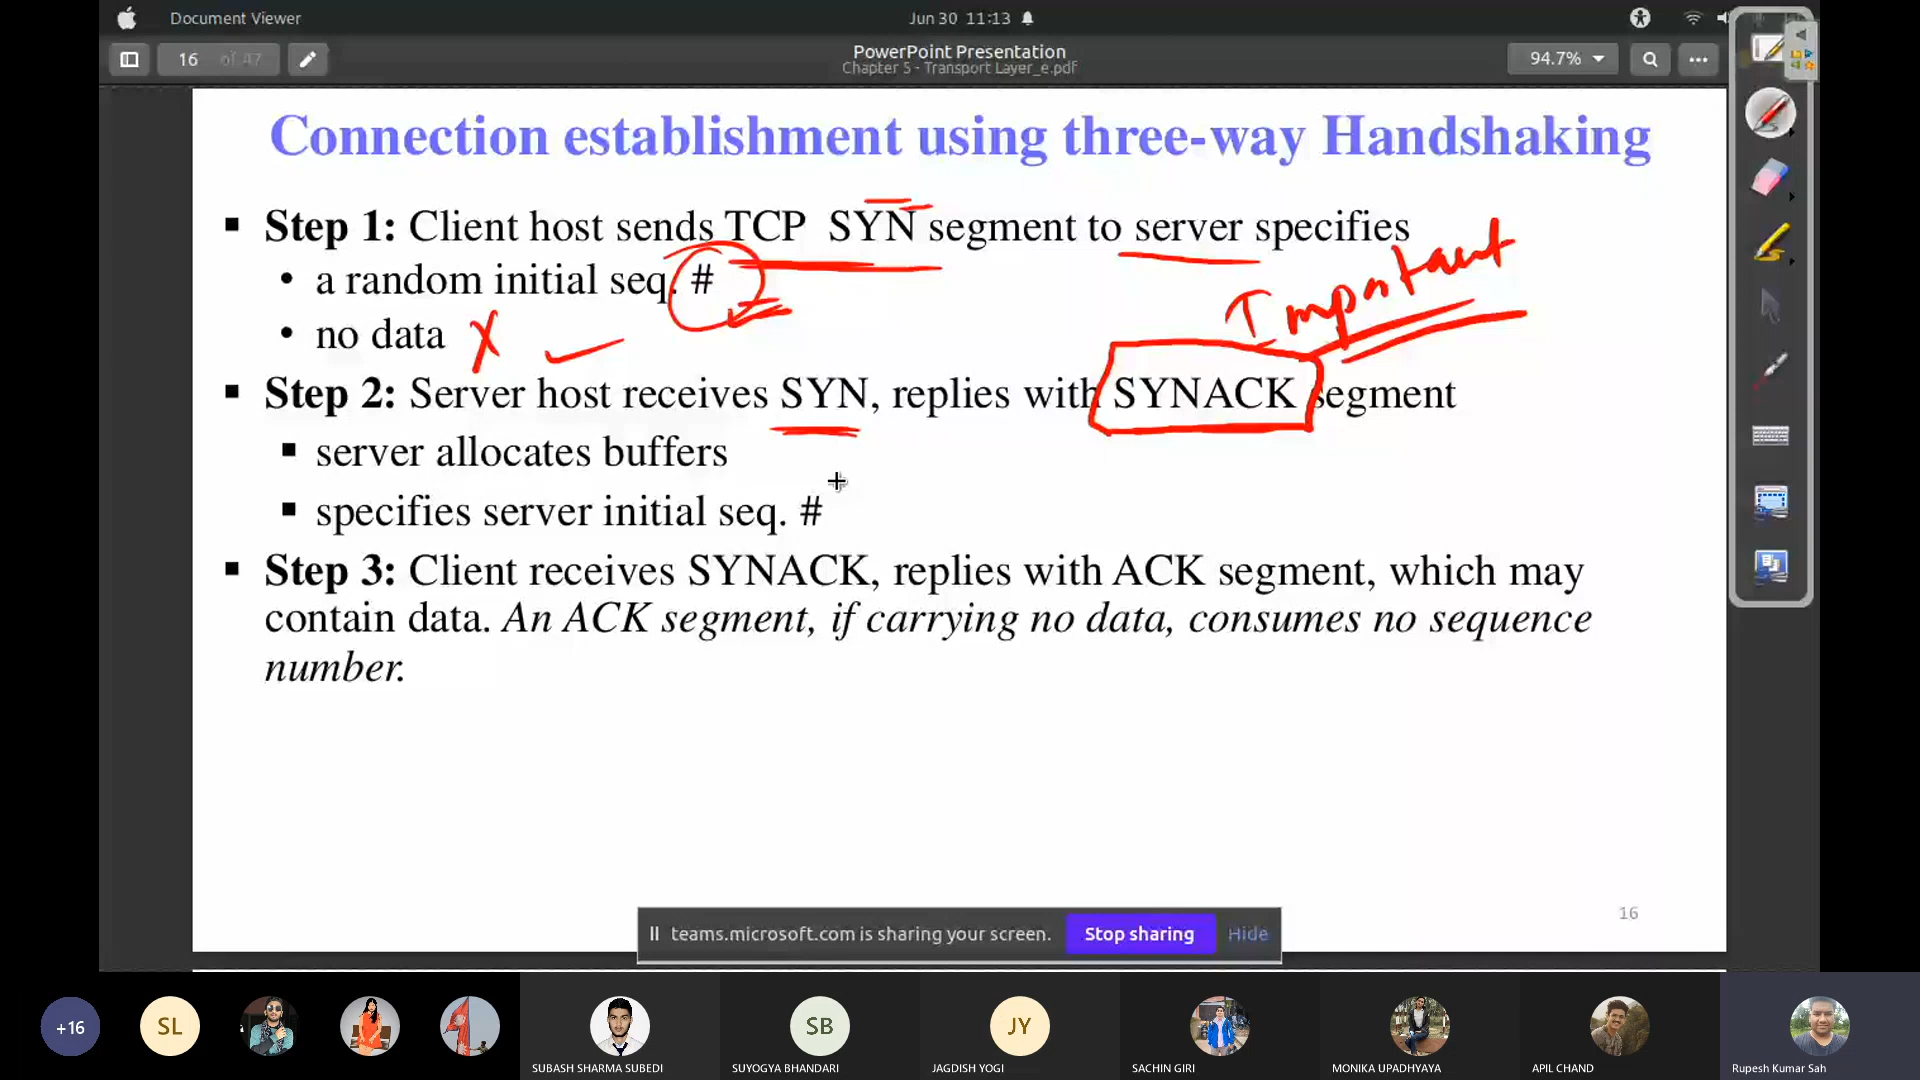 Document Viewer
Jun 30 11:13
16 of 47
PowerPoint Presentation
Chapter 5 - Transport Layer_e.pdf
94.7%
Connection establishment using three-way Handshaking
▪ Step 1: Client host sends TCP SYN segment to server specifies
• a random initial seq. #
• no data X ✓
Important
▪ Step 2: Server host receives SYN, replies with SYNACK segment
▪ server allocates buffers
▪ specifies server initial seq. #
▪ Step 3: Client receives SYNACK, replies with ACK segment, which may
contain data. An ACK segment, if carrying no data, consumes no sequence
number.
16
teams.microsoft.com is sharing your screen. Stop sharing Hide
+16 SL SB JY
SUBASH SHARMA SUBEDI SUYOGYA BHANDARI JAGDISH YOGI SACHIN GIRI MONIKA UPADHYAYA APIL CHAND Rupesh Kumar Sah